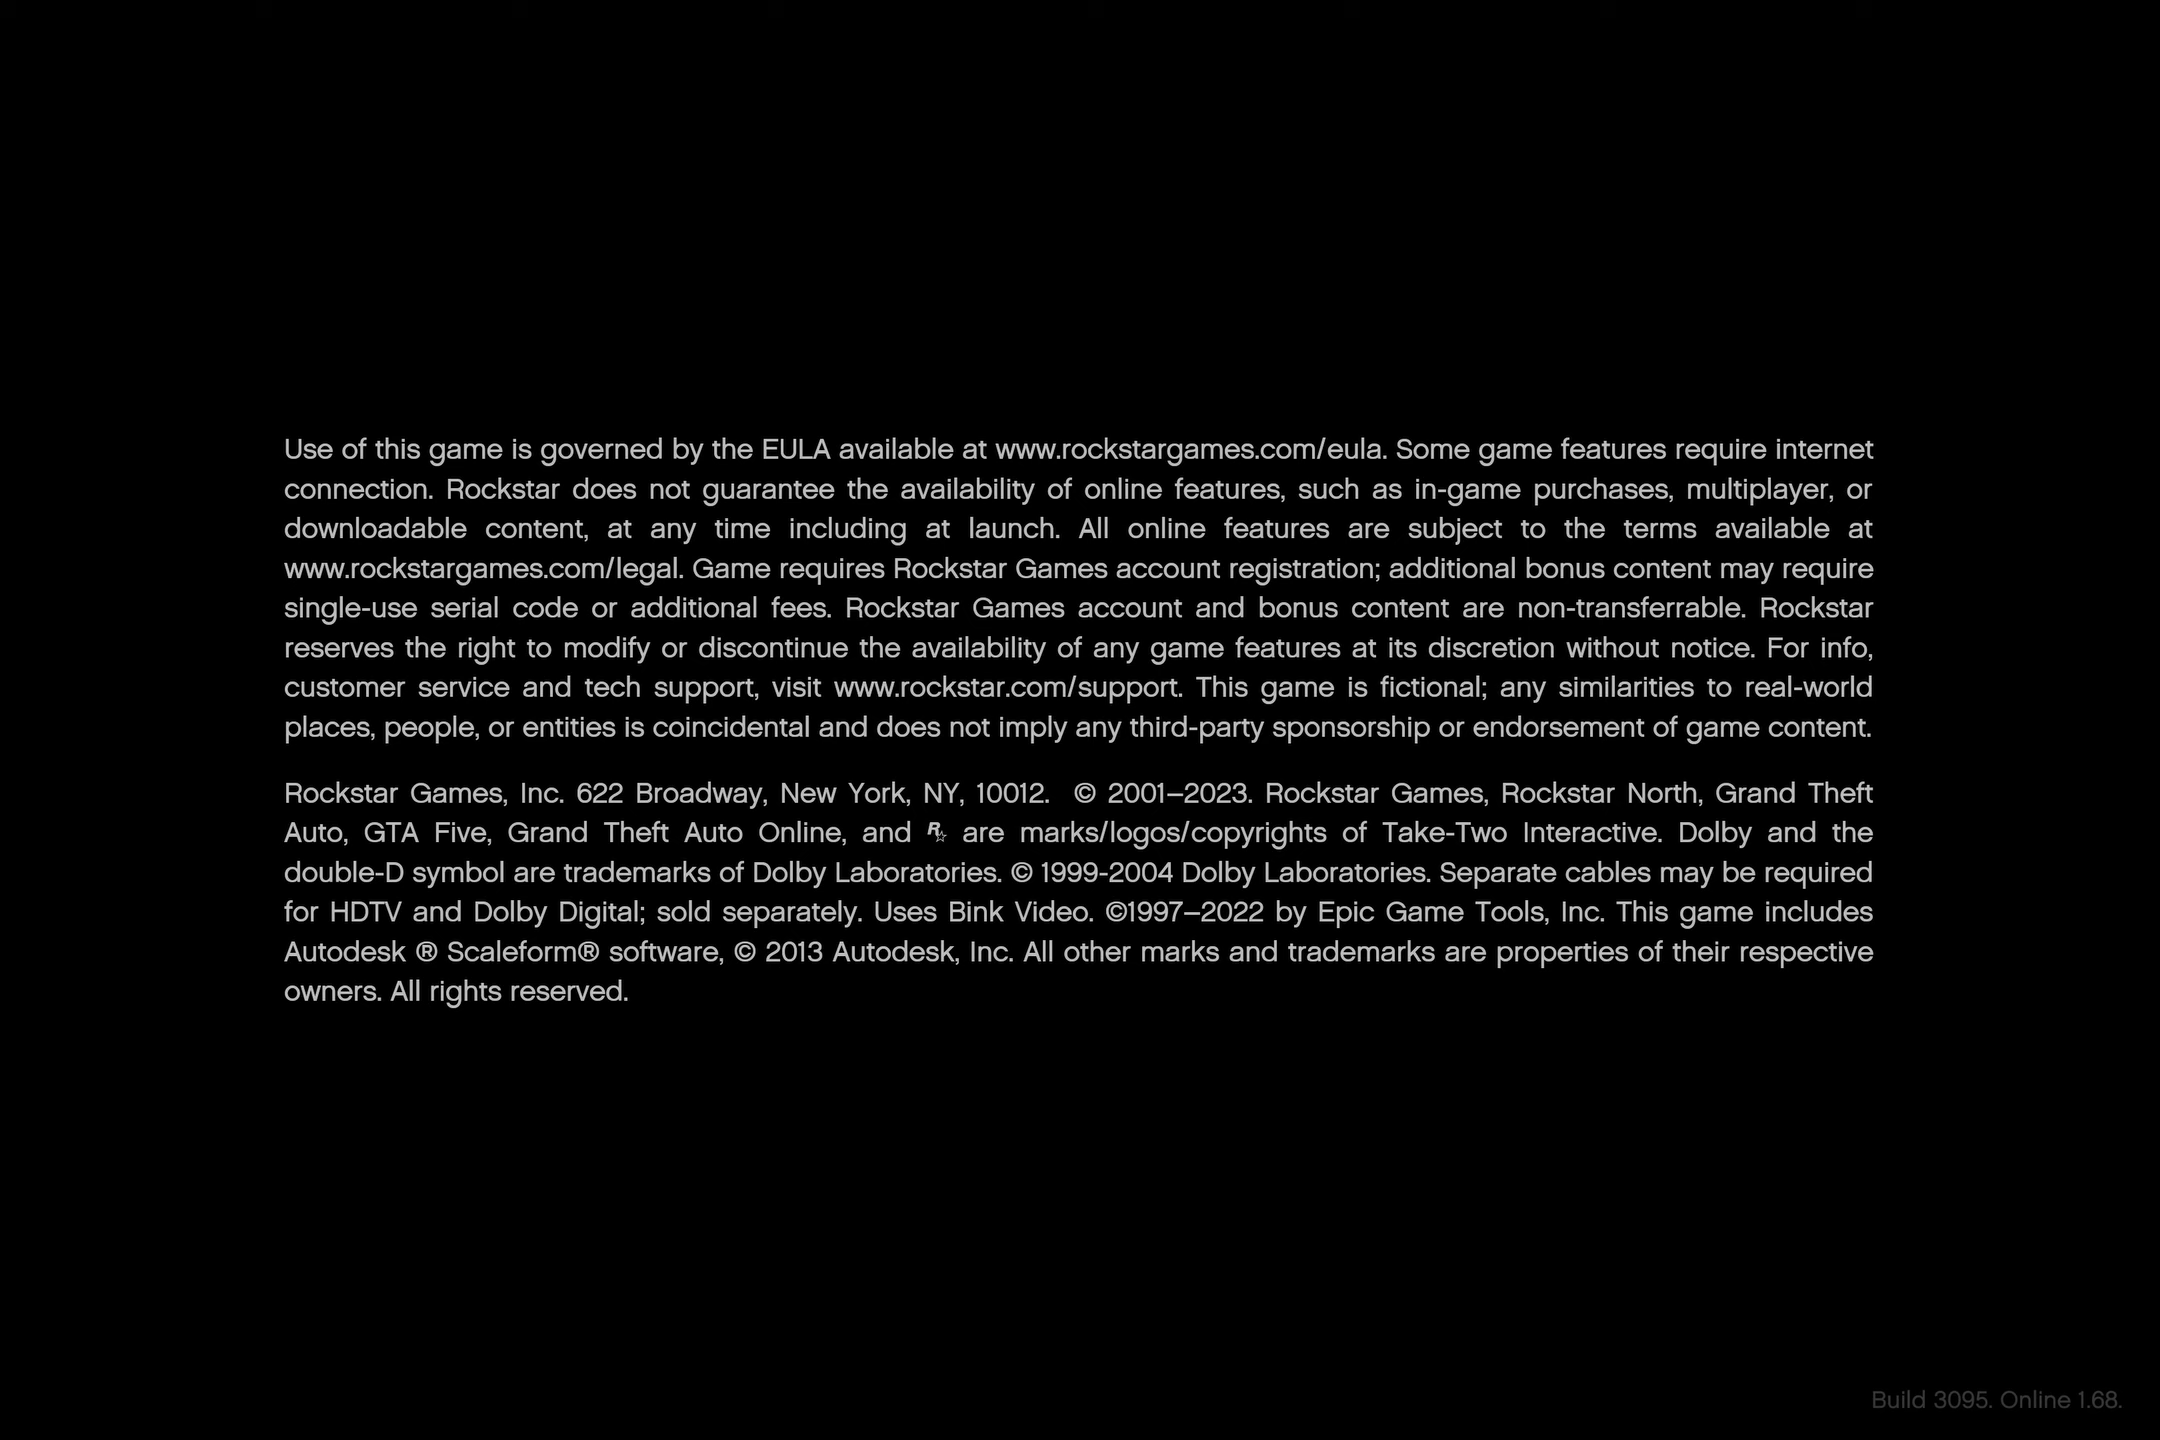 Use of this game is governed by the EULA available at www.rockstargames.com/eula. Some game features require internet
connection. Rockstar does not guarantee the availability of online features, such as in-game purchases, multiplayer, or
downloadable content, at any time including at launch. All online features are subject to the terms available at
www.rockstargames.com/legal. Game requires Rockstar Games account registration; additional bonus content may require
single-use serial code or additional fees. Rockstar Games account and bonus content are non-transferrable. Rockstar
reserves the right to modify or discontinue the availability of any game features at its discretion without notice. For info,
customer service and tech support, visit www.rockstar.com/support. This game is fictional; any similarities to real-world
places, people, or entities is coincidental and does not imply any third-party sponsorship or endorsement of game content.
Rockstar Games, Inc. 622 Broadway, New York, NY, 10012. © 2001–2023. Rockstar Games, Rockstar North, Grand Theft
Auto, GTA Five, Grand Theft Auto Online, and R☆ are marks/logos/copyrights of Take-Two Interactive. Dolby and the
double-D symbol are trademarks of Dolby Laboratories. © 1999-2004 Dolby Laboratories. Separate cables may be required
for HDTV and Dolby Digital; sold separately. Uses Bink Video. ©1997–2022 by Epic Game Tools, Inc. This game includes
Autodesk ® Scaleform® software, © 2013 Autodesk, Inc. All other marks and trademarks are properties of their respective
owners. All rights reserved.
Build 3095. Online 1.68.